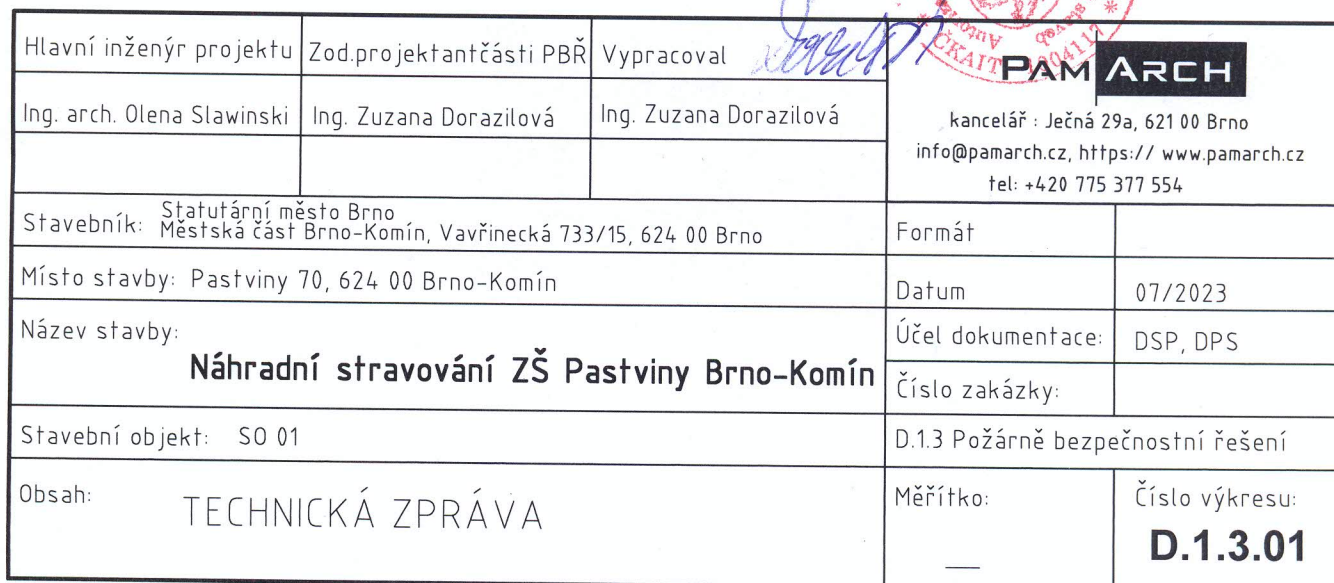 Hlavní inženýr projektu
Zod.projektantčásti PBŘ
Vypracoval
Ing. arch. Olena Slawinski
Ing. Zuzana Dorazilová
Ing. Zuzana Dorazilová
ČKAIT
PAM ARCH
kancelář : Ječná 29a, 621 00 Brno
info@pamarch.cz, https:// www.pamarch.cz
tel: +420 775 377 554
Stavebník: Statutární město Brno
Městská část Brno-Komín, Vavřinecká 733/15, 624 00 Brno
Místo stavby: Pastviny 70, 624 00 Brno-Komín
Název stavby:
Náhradní stravování ZŠ Pastviny Brno-Komín
Stavební objekt: SO 01
Obsah:
TECHNICKÁ ZPRÁVA
Formát
Datum 07/2023
Účel dokumentace: DSP, DPS
Číslo zakázky:
D.1.3 Požárně bezpečnostní řešení
Měřítko:
—
Číslo výkresu:
D.1.3.01